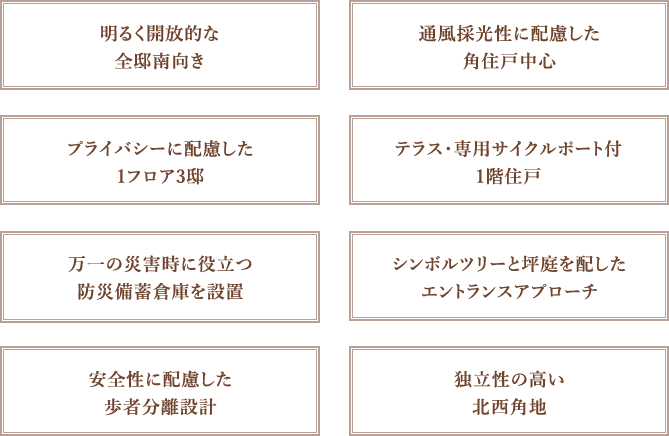 明るく開放的な
全邸南向き
通風採光性に配慮した
角住戸中心
プライバシーに配慮した
1フロア3邸
テラス・専用サイクルポート付
1階住戸
万一の災害時に役立つ
防災備蓄倉庫を設置
シンボルツリーと坪庭を配した
エントランスアプローチ
安全性に配慮した
歩者分離設計
独立性の高い
北西角地